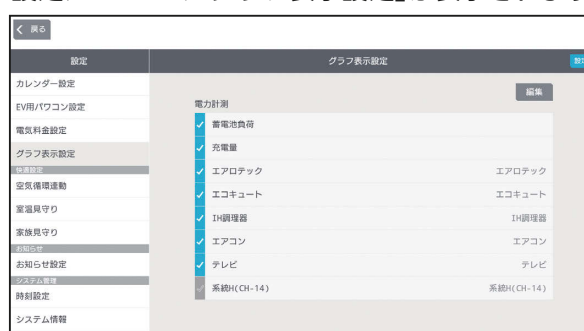 戻る
設定
グラフ表示設定
カレンダー設定
EV用パワコン設定
電気料金設定
グラフ表示設定
快適設定
空気循環連動
室温見守り
家族見守り
お知らせ
お知らせ設定
システム管理
時刻設定
システム情報
編集
電力計測
蓄電池負荷
充電量
エアロテック エアロテック
エコキュート エコキュート
IH調理器 IH調理器
エアコン エアコン
テレビ テレビ
系統H(CH-14) 系統H(CH-14)